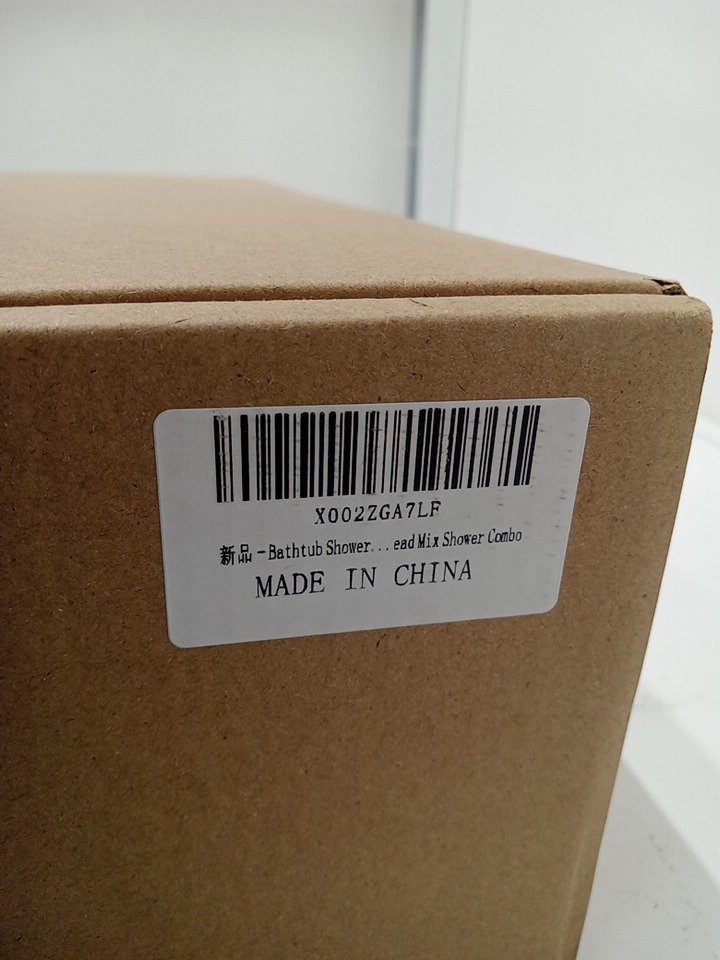 X002ZGA7LF
新品-Bathtub Shower...ead Mix Shower Combo
MADE IN CHINA